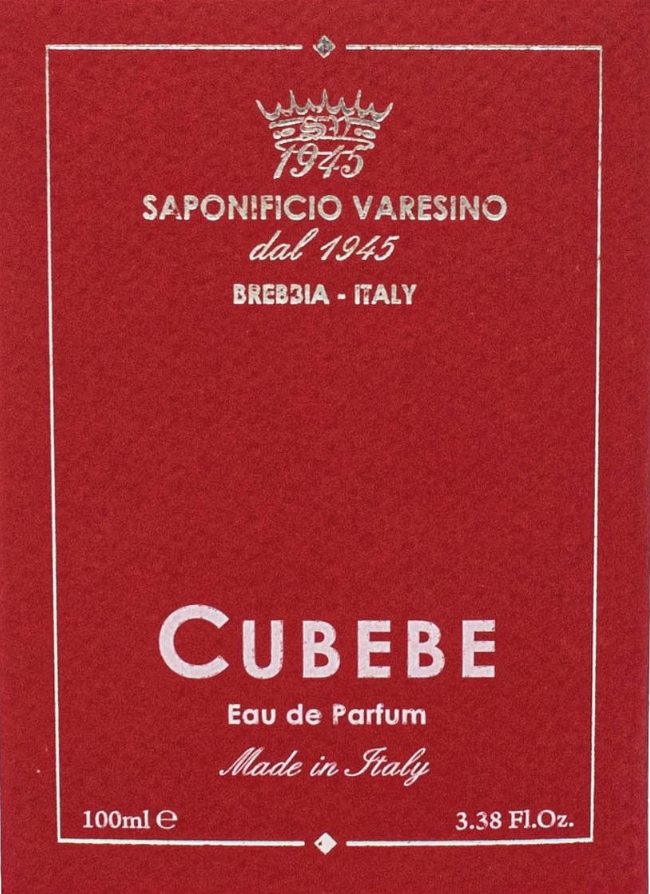 SV
1945
SAPONIFICIO VARESINO
dal 1945
BREBBIA - ITALY
CUBEBE
Eau de Parfum
Made in Italy
100ml ℮ 3.38 Fl.Oz.